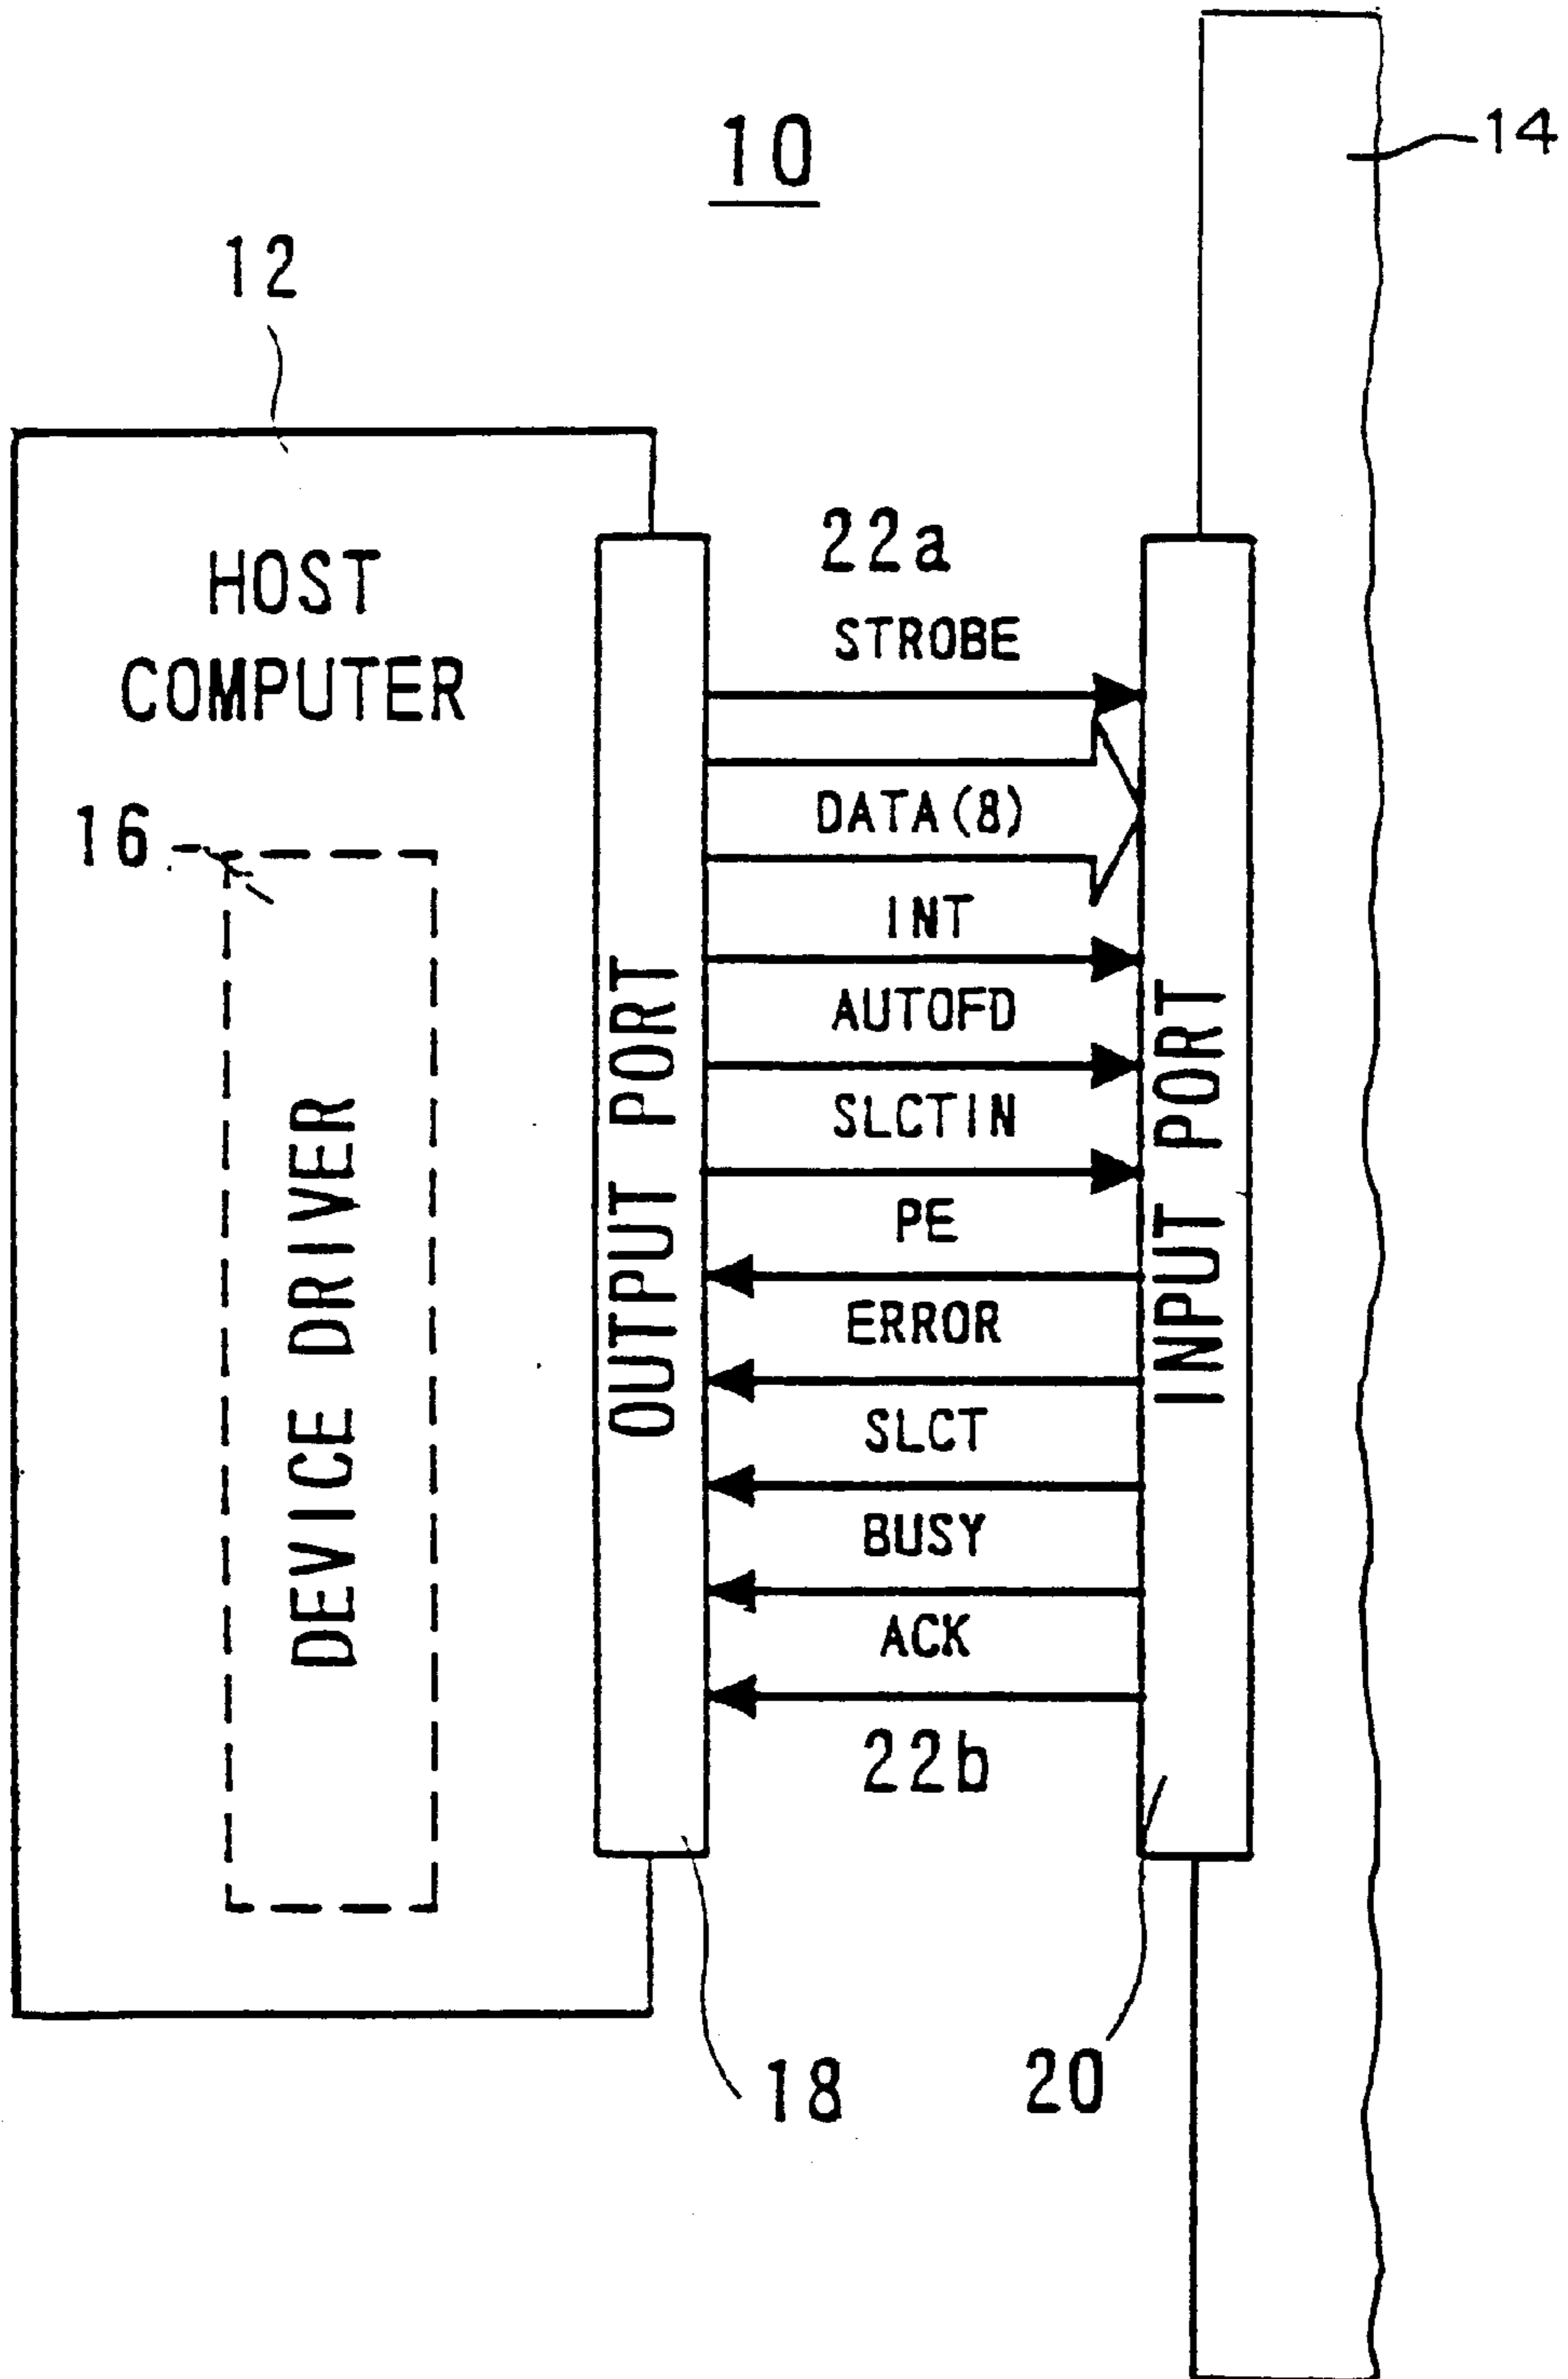 10
14
12
HOST
COMPUTER
16
DEVICE DRIVER
OUTPUT PORT
22a
STROBE
DATA(8)
INT
AUTOFD
SLCTIN
PE
ERROR
SLCT
BUSY
ACK
22b
INPUT PORT
18
20